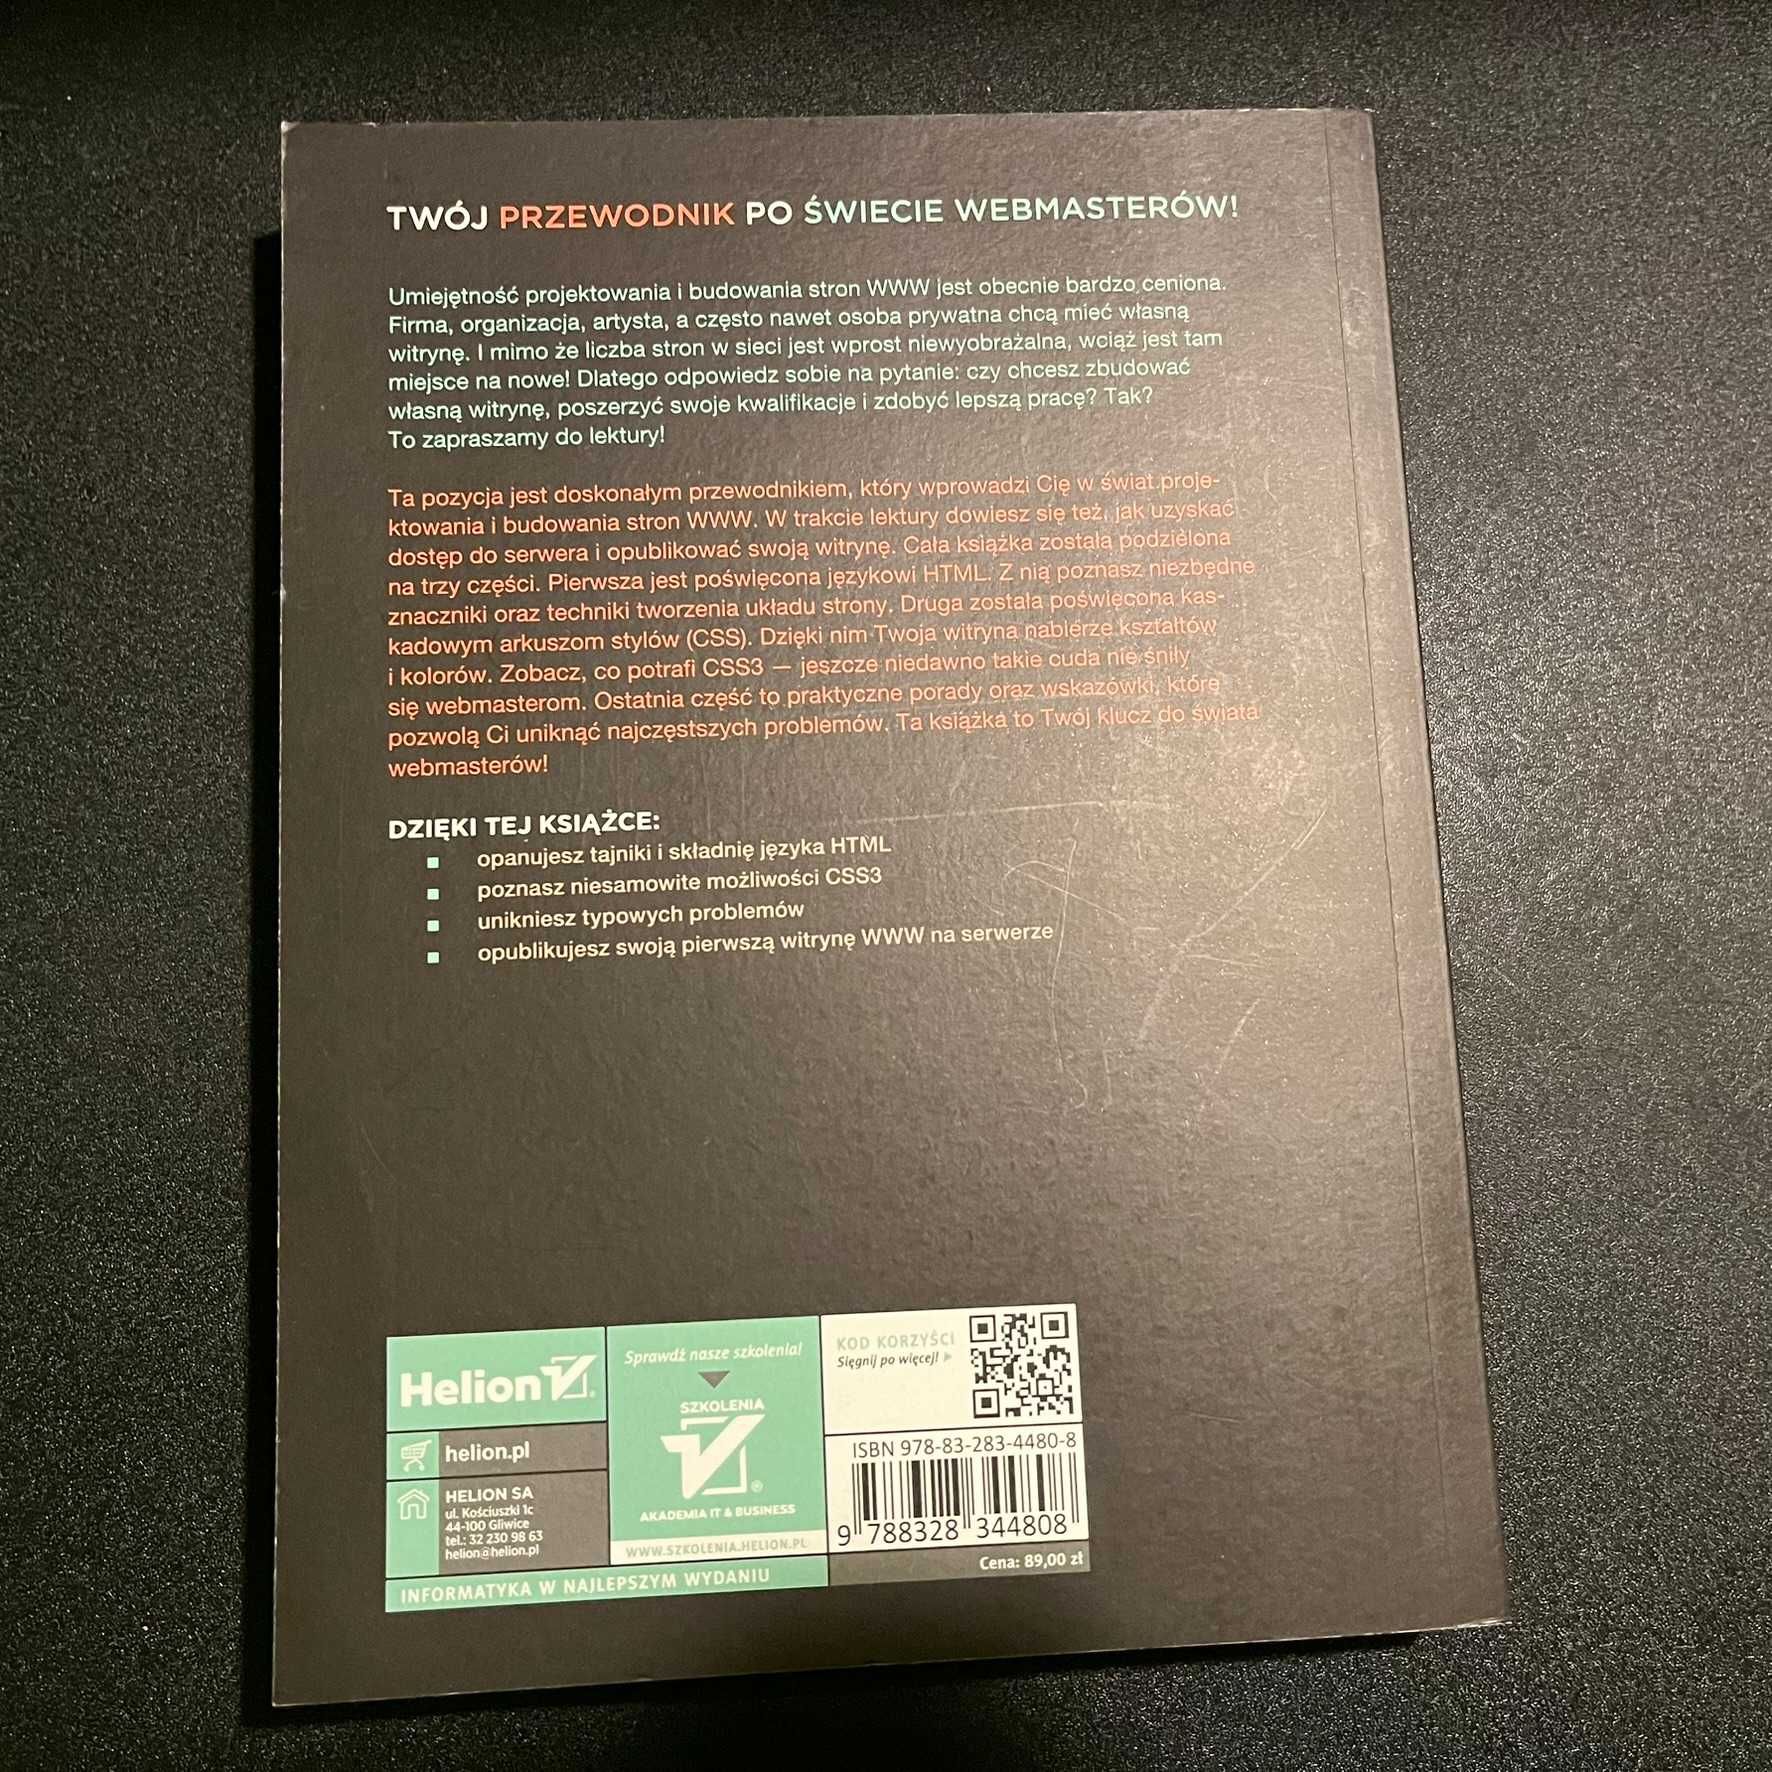 TWÓJ PRZEWODNIK PO ŚWIECIE WEBMASTERÓW!
Umiejętność projektowania i budowania stron WWW jest obecnie bardzo ceniona.
Firma, organizacja, artysta, a często nawet osoba prywatna chcą mieć własną
witrynę. I mimo że liczba stron w sieci jest wprost niewyobrażalna, wciąż jest tam
miejsce na nowe! Dlatego odpowiedz sobie na pytanie: czy chcesz zbudować
własną witrynę, poszerzyć swoje kwalifikacje i zdobyć lepszą pracę? Tak?
To zapraszamy do lektury!
Ta pozycja jest doskonałym przewodnikiem, który wprowadzi Cię w świat proje-
ktowania i budowania stron WWW. W trakcie lektury dowiesz się też, jak uzyskać
dostęp do serwera i opublikować swoją witrynę. Cała książka została podzielona
na trzy części. Pierwsza jest poświęcona językowi HTML. Z nią poznasz niezbędne
znaczniki oraz techniki tworzenia układu strony. Druga została poświęcona kas-
kadowym arkuszom stylów (CSS). Dzięki nim Twoja witryna nabierze kształtów
i kolorów. Zobacz, co potrafi CSS3 — jeszcze niedawno takie cuda nie śniły
się webmasterom. Ostatnia część to praktyczne porady oraz wskazówki, które
pozwolą Ci uniknąć najczęstszych problemów. Ta książka to Twój klucz do świata
webmasterów!
DZIĘKI TEJ KSIĄŻCE:
opanujesz tajniki i składnię języka HTML
poznasz niesamowite możliwości CSS3
unikniesz typowych problemów
opublikujesz swoją pierwszą witrynę WWW na serwerze
Helion
helion.pl
HELION SA
ul. Kościuszki 1c
44-100 Gliwice
tel.: 32 230 98 63
helion@helion.pl
INFORMATYKA W NAJLEPSZYM WYDANIU
Sprawdź nasze szkolenia!
SZKOLENIA
AKADEMIA IT & BUSINESS
WWW.SZKOLENIA.HELION.PL
KOD KORZYŚCI
Sięgnij po więcej!
ISBN 978-83-283-4480-8
9 788328 344808
Cena: 89,00 zł